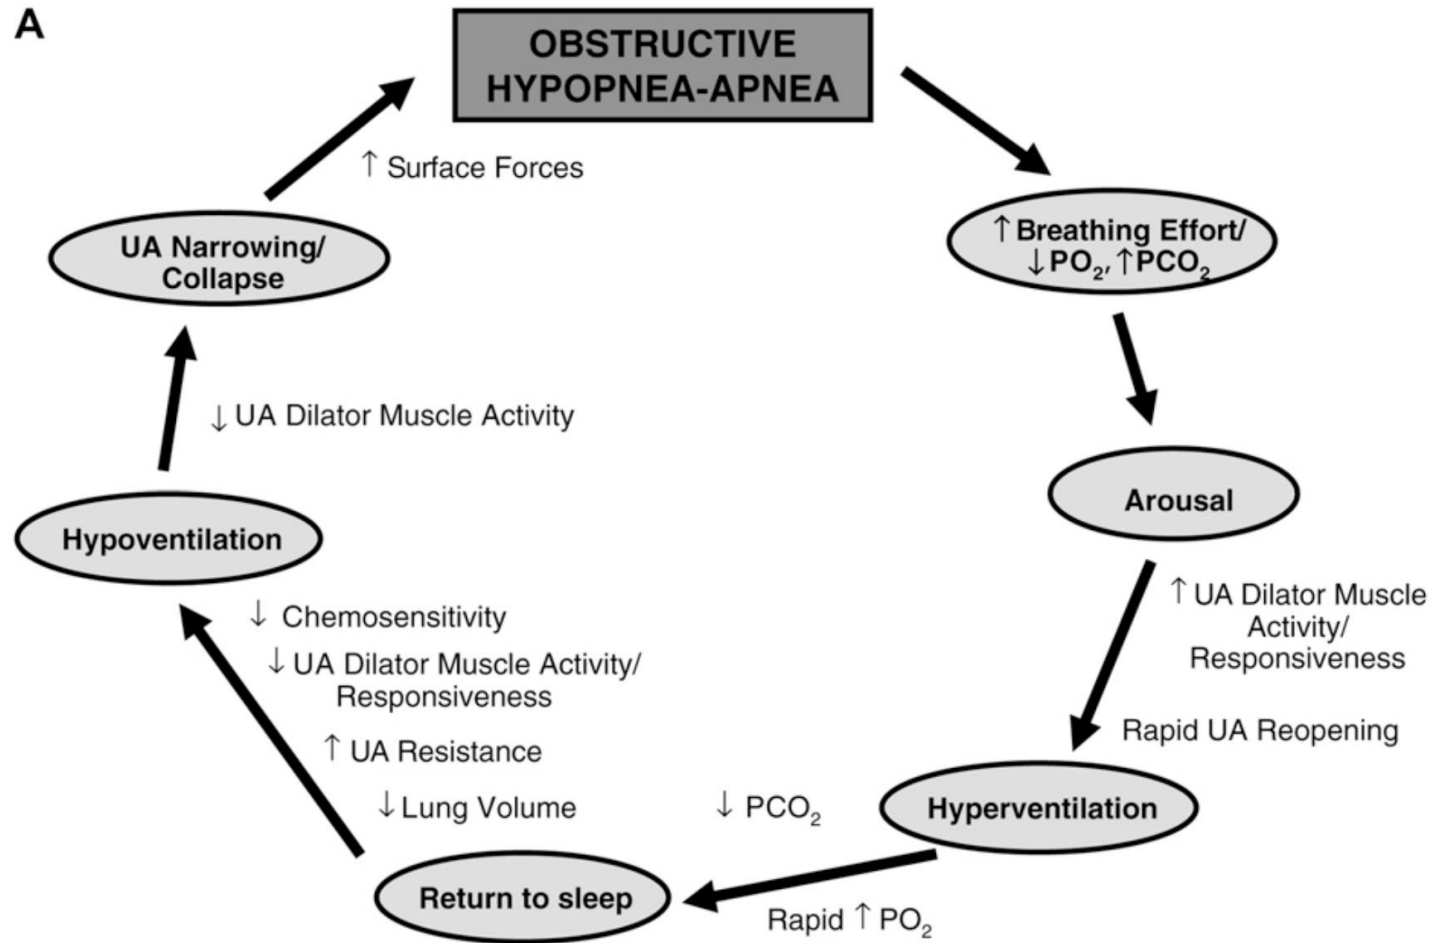 A
OBSTRUCTIVE
HYPOPNEA-APNEA
↑ Surface Forces
UA Narrowing/
Collapse
↑ Breathing Effort/
↓PO₂, ↑PCO₂
↓ UA Dilator Muscle Activity
Arousal
Hypoventilation
↑ UA Dilator Muscle
Activity/
Responsiveness
↓ Chemosensitivity
↓ UA Dilator Muscle Activity/
Responsiveness
Rapid UA Reopening
↑ UA Resistance
↓ Lung Volume
↓ PCO₂
Hyperventilation
Return to sleep
Rapid ↑ PO₂